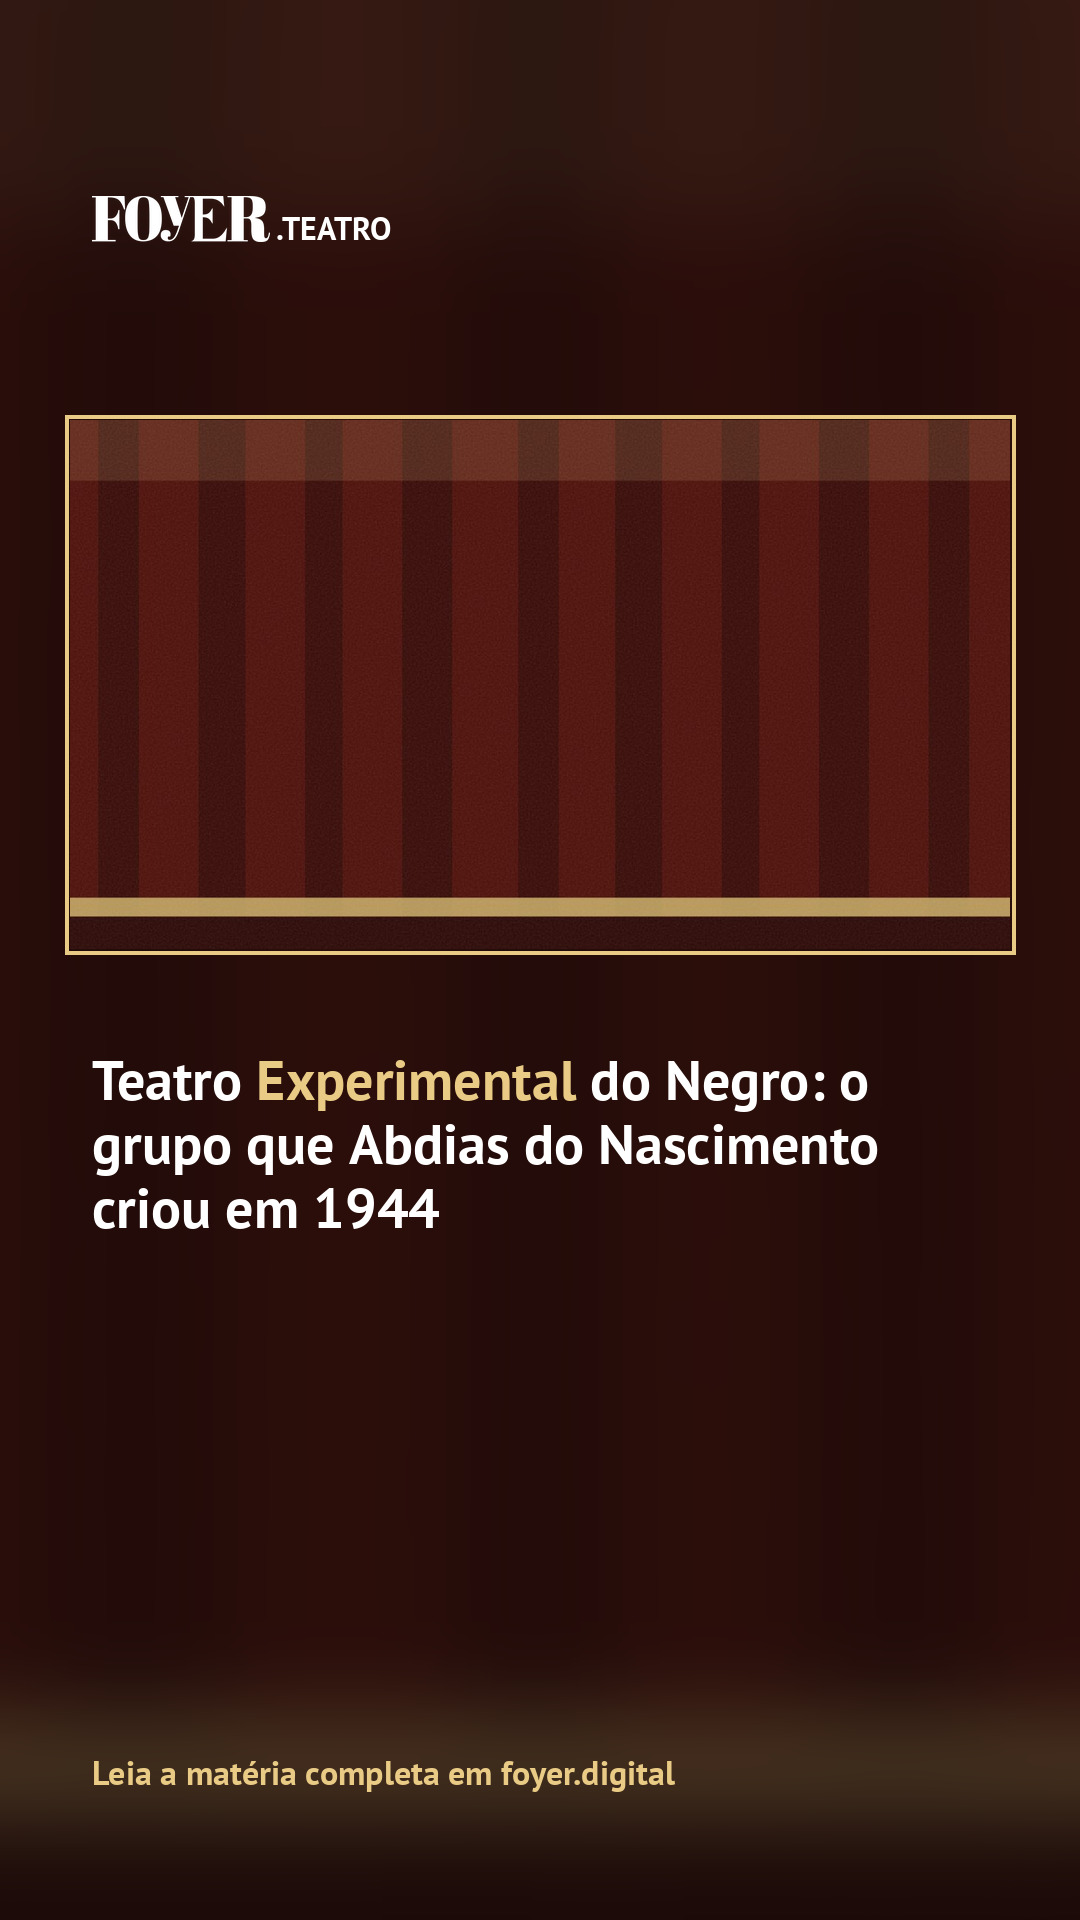 FOYER .TEATRO
Teatro Experimental do Negro: o
grupo que Abdias do Nascimento
criou em 1944
Leia a matéria completa em foyer.digital